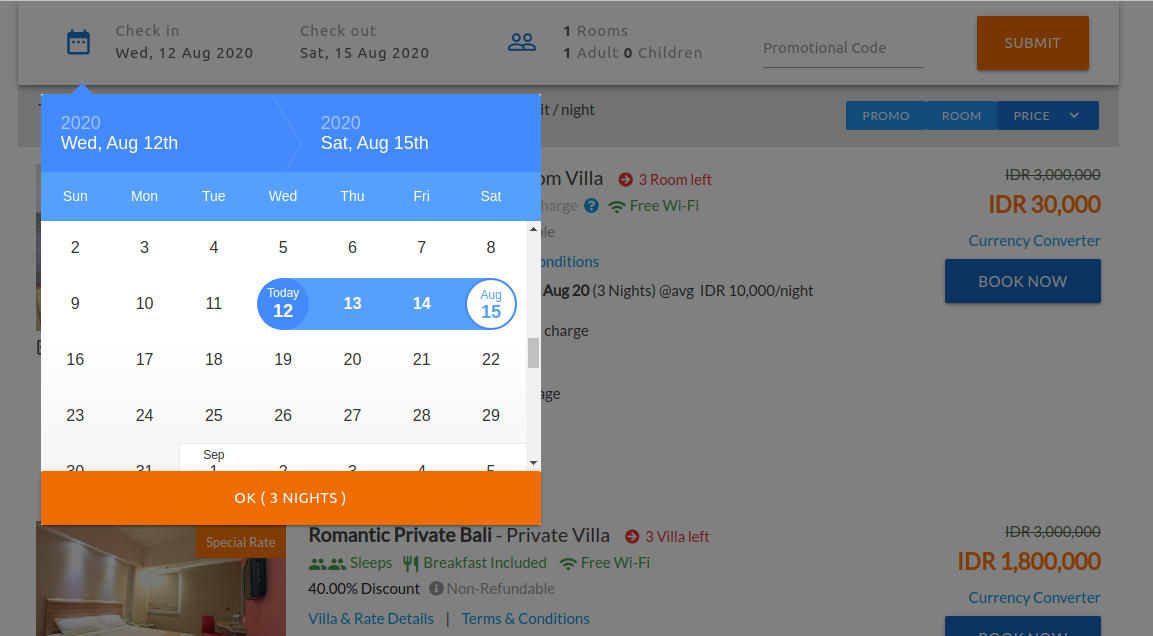 Check in
Wed, 12 Aug 2020
Check out
Sat, 15 Aug 2020
1 Rooms
1 Adult 0 Children
Promotional Code
SUBMIT
2020
Wed, Aug 12th
2020
Sat, Aug 15th
/ night
PROMO
ROOM
PRICE
Sun Mon Tue Wed Thu Fri Sat
2 3 4 5 6 7 8
9 10 11 Today 12 13 14 Aug 15
16 17 18 19 20 21 22
23 24 25 26 27 28 29
Sep
30 31 1 2 3 4 5
OK ( 3 NIGHTS )
Villa
3 Room left
Free Wi-Fi
Aug 20 (3 Nights) @avg IDR 10,000/night
charge
IDR 3,000,000
IDR 30,000
Currency Converter
BOOK NOW
Special Rate
Romantic Private Bali - Private Villa
3 Villa left
Sleeps
Breakfast Included
Free Wi-Fi
40.00% Discount
Non-Refundable
Villa & Rate Details | Terms & Conditions
IDR 3,000,000
IDR 1,800,000
Currency Converter
BOOK NOW